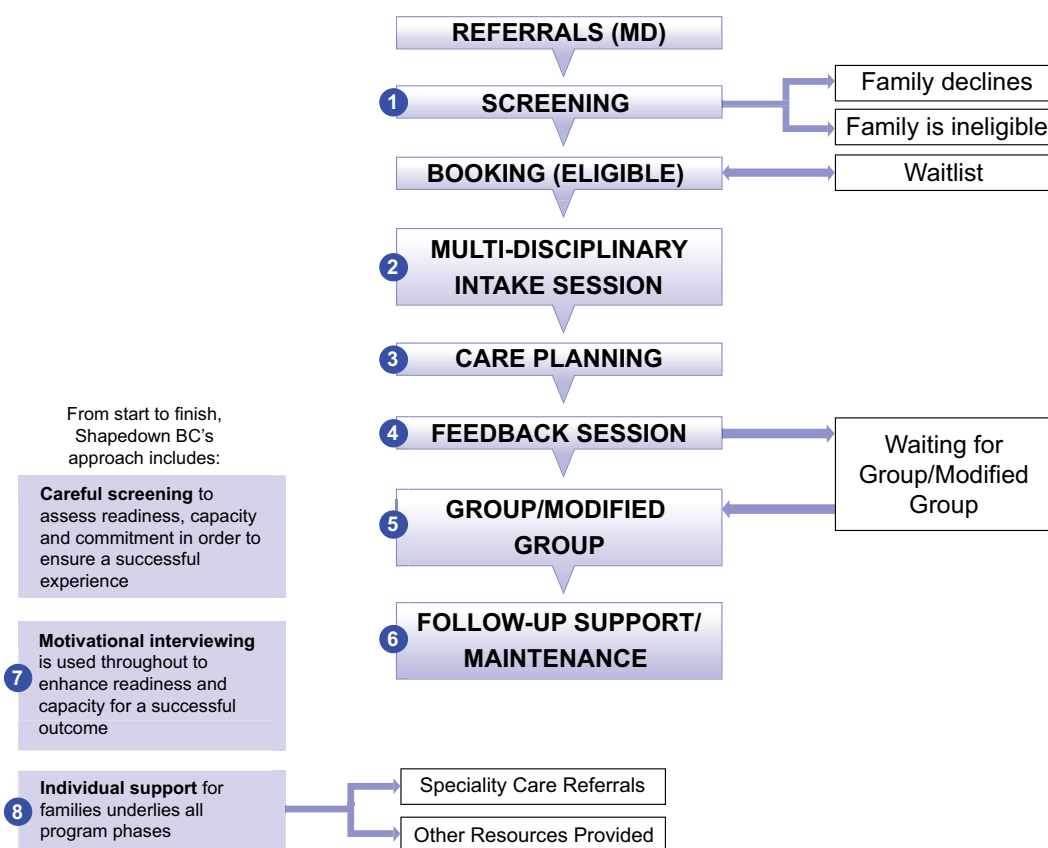 REFERRALS (MD)
1
SCREENING
Family declines
Family is ineligible
BOOKING (ELIGIBLE)
Waitlist
2
MULTI-DISCIPLINARY
INTAKE SESSION
3
CARE PLANNING
4
FEEDBACK SESSION
Waiting for
Group/Modified
Group
5
GROUP/MODIFIED
GROUP
6
FOLLOW-UP SUPPORT/
MAINTENANCE
From start to finish,
Shapedown BC's
approach includes:
Careful screening to
assess readiness, capacity
and commitment in order to
ensure a successful
experience
7
Motivational interviewing
is used throughout to
enhance readiness and
capacity for a successful
outcome
8
Individual support for
families underlies all
program phases
Speciality Care Referrals
Other Resources Provided